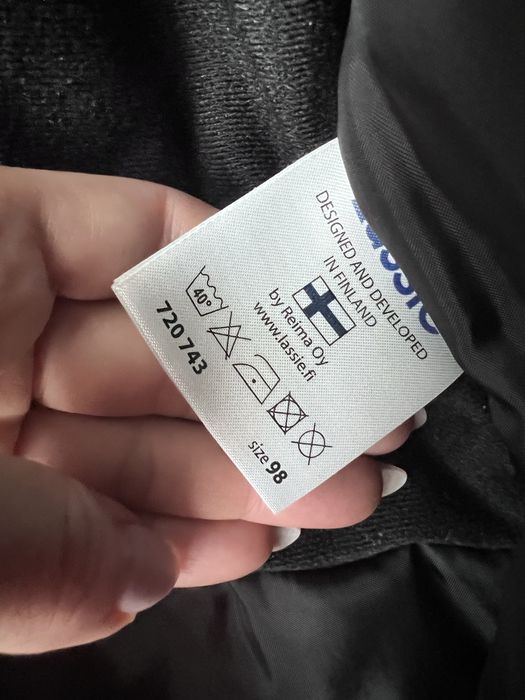 DESIGNED AND DEVELOPED
IN FINLAND
by Reima Oy
www.lassie.fi
40°
720 743
size 98